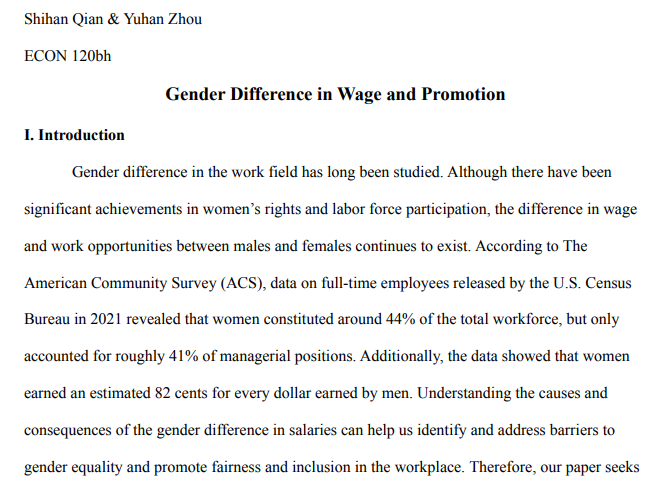 Shihan Qian & Yuhan Zhou
ECON 120bh
Gender Difference in Wage and Promotion
I. Introduction
Gender difference in the work field has long been studied. Although there have been
significant achievements in women’s rights and labor force participation, the difference in wage
and work opportunities between males and females continues to exist. According to The
American Community Survey (ACS), data on full-time employees released by the U.S. Census
Bureau in 2021 revealed that women constituted around 44% of the total workforce, but only
accounted for roughly 41% of managerial positions. Additionally, the data showed that women
earned an estimated 82 cents for every dollar earned by men. Understanding the causes and
consequences of the gender difference in salaries can help us identify and address barriers to
gender equality and promote fairness and inclusion in the workplace. Therefore, our paper seeks